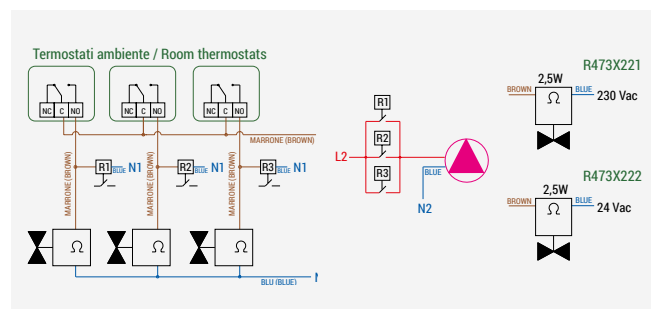 Termostati ambiente / Room thermostats
NC C NO
NC C NO
NC C NO
MARRONE (BROWN)
MARRONE (BROWN)
R1
BLUE
N1
MARRONE (BROWN)
R2
BLUE
N1
MARRONE (BROWN)
R3
BLUE
N1
Ω
Ω
Ω
BLU (BLUE)
R1
R2
R3
L2
BLUE
N2
R473X221
2,5W
BROWN
Ω
BLUE
230 Vac
R473X222
2,5W
BROWN
Ω
BLUE
24 Vac